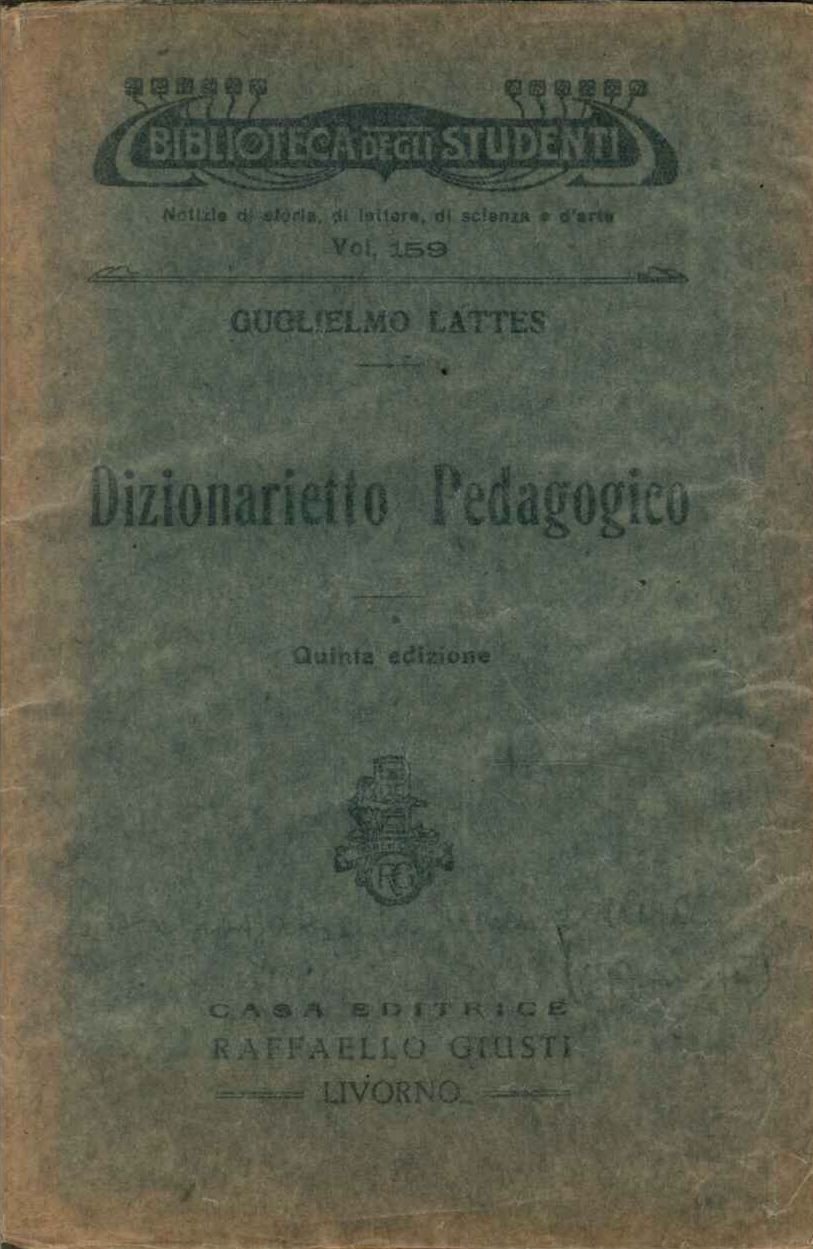 BIBLIOTECA DEGLI STUDENTI
Notizie di storia, di lettere, di scienza e d'arte
Vol. 159
GUGLIELMO LATTES
Dizionarietto Pedagogico
Quinta edizione
RG
CASA EDITRICE
RAFFAELLO GIUSTI
LIVORNO